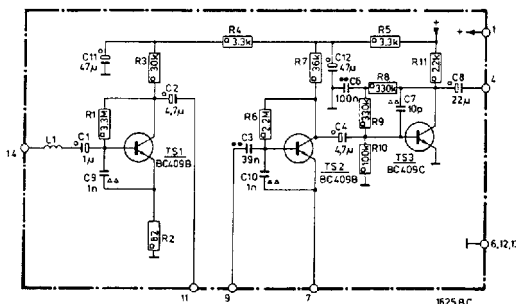 R4
3,3k
R5
3,3k
+
+
1
C11
47µ
R3
30k
R7
36k
C12
47µ
R11
2,2k
C2
4,7µ
C6
100n
R8
330k
C8
22µ
4
C7
10p
R1
3,3M
R6
2,2M
R9
330k
14
L1
C1
1µ
C3
39n
C4
4,7µ
R10
100k
TS1
BC409B
TS2
BC409B
TS3
BC409C
C9
1n
C10
1n
R2
82
6,12,13
11
9
7
1625 BC